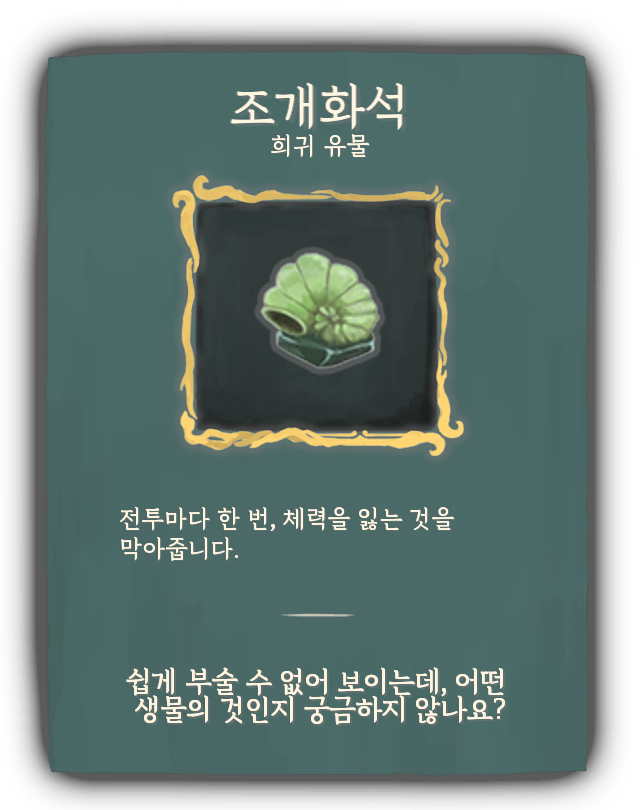 조개화석
희귀 유물
전투마다 한 번, 체력을 잃는 것을
막아줍니다.
쉽게 부술 수 없어 보이는데, 어떤
생물의 것인지 궁금하지 않나요?